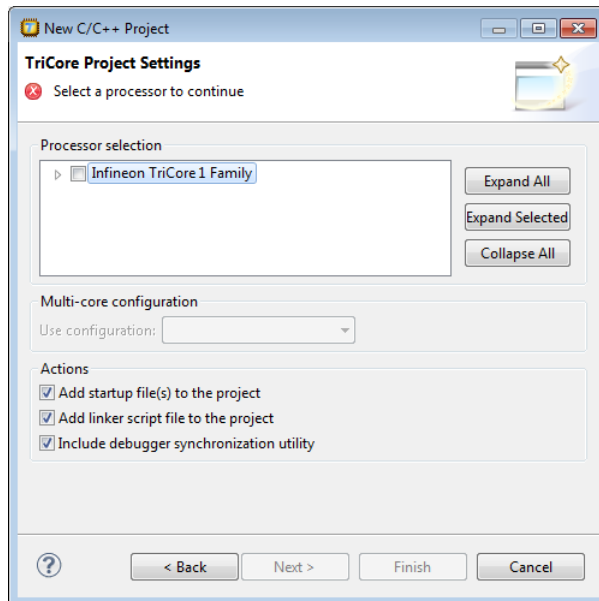 New C/C++ Project
TriCore Project Settings
Select a processor to continue
Processor selection
Infineon TriCore 1 Family
Expand All
Expand Selected
Collapse All
Multi-core configuration
Use configuration:
Actions
Add startup file(s) to the project
Add linker script file to the project
Include debugger synchronization utility
< Back
Next >
Finish
Cancel